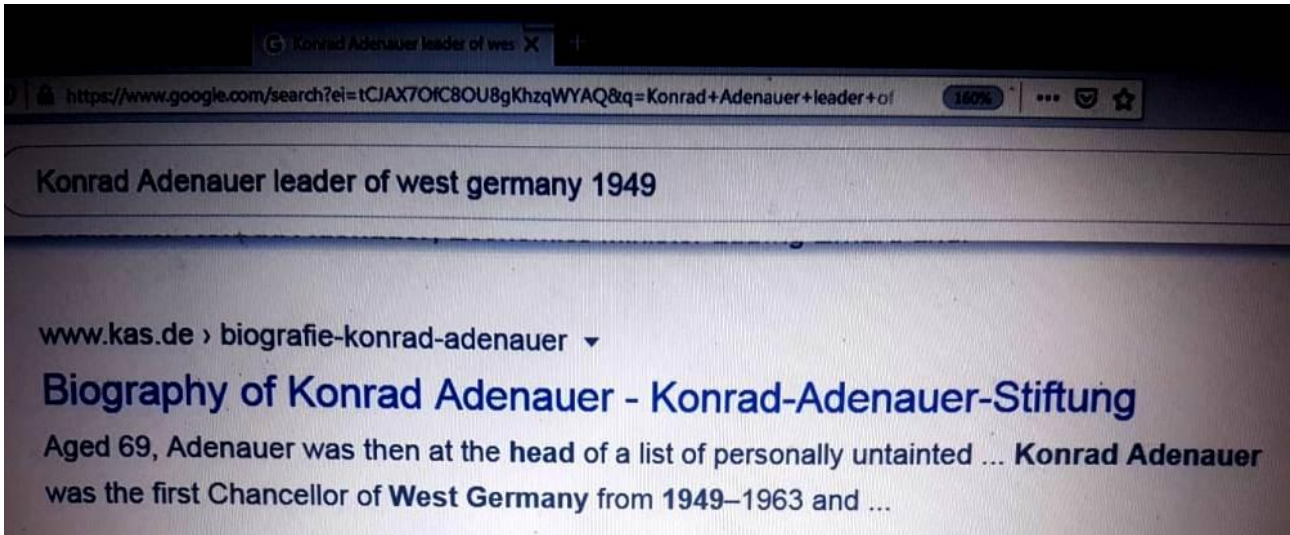 Konrad Adenauer leader of wes X
https://www.google.com/search?ei=tCJAX7OfC8OU8gKhzqWYAQ&q=Konrad+Adenauer+leader+of 160%
Konrad Adenauer leader of west germany 1949
www.kas.de › biografie-konrad-adenauer
Biography of Konrad Adenauer - Konrad-Adenauer-Stiftung
Aged 69, Adenauer was then at the head of a list of personally untainted ... Konrad Adenauer
was the first Chancellor of West Germany from 1949–1963 and ...